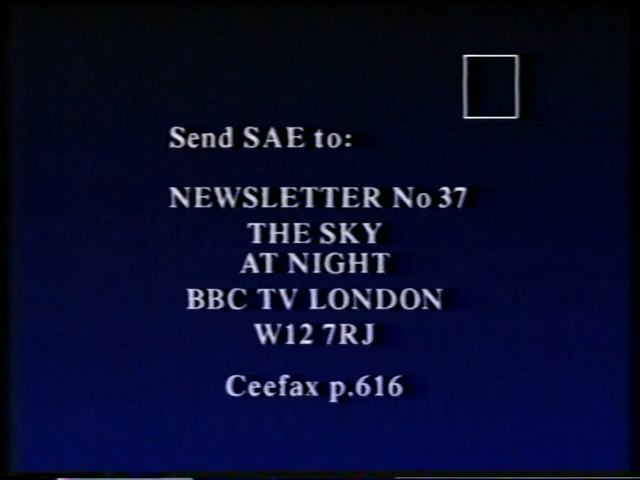 Send SAE to:
NEWSLETTER No 37
THE SKY
AT NIGHT
BBC TV LONDON
W12 7RJ
Ceefax p.616